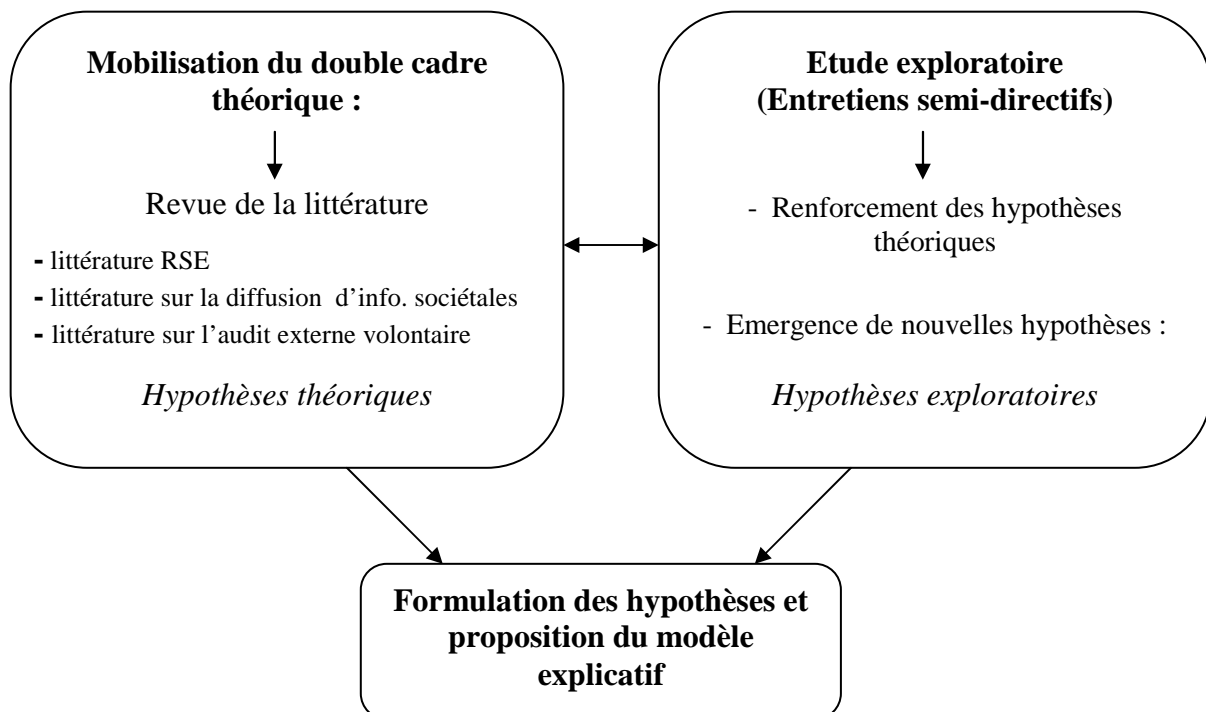 Mobilisation du double cadre
théorique :
Revue de la littérature
- littérature RSE
- littérature sur la diffusion d'info. sociétales
- littérature sur l'audit externe volontaire
Hypothèses théoriques
Etude exploratoire
(Entretiens semi-directifs)
- Renforcement des hypothèses
théoriques
- Emergence de nouvelles hypothèses :
Hypothèses exploratoires
Formulation des hypothèses et
proposition du modèle
explicatif